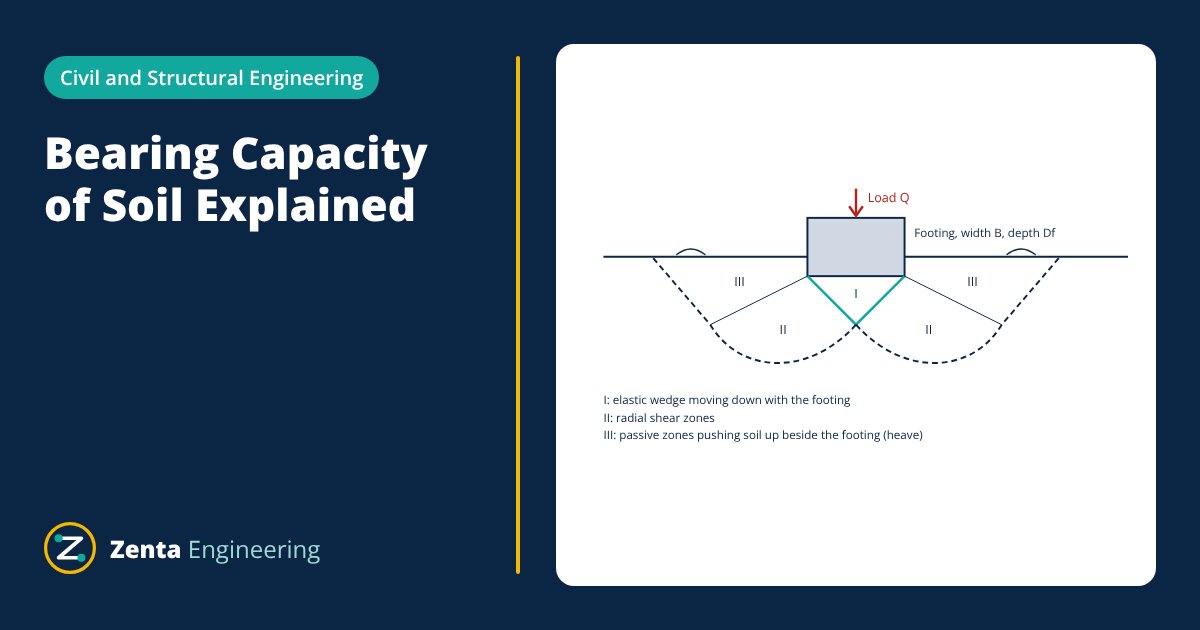 Civil and Structural Engineering
Bearing Capacity
of Soil Explained
Zenta Engineering
Load Q
Footing, width B, depth Df
III
I
III
II
II
I: elastic wedge moving down with the footing
II: radial shear zones
III: passive zones pushing soil up beside the footing (heave)